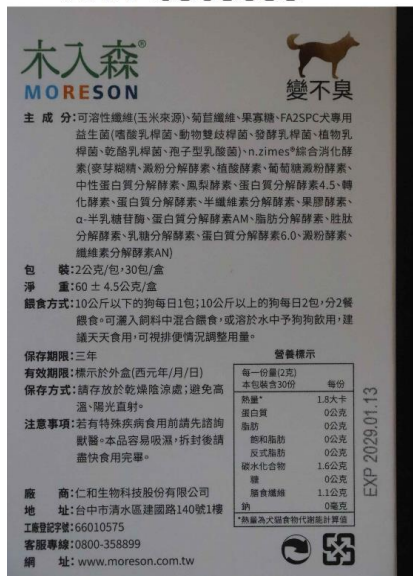 木入森®
MORESON
變不臭
主成分:可溶性纖維(玉米來源)、菊苣纖維、果寡糖、FA2SPC犬專用
益生菌(嗜酸乳桿菌、動物雙歧桿菌、發酵乳桿菌、植物乳
桿菌、乾酪乳桿菌、孢子型乳酸菌)、n.zimes®綜合消化酵
素(麥芽糊精、澱粉分解酵素、植酸酵素、葡萄糖澱粉酵素、
中性蛋白質分解酵素、鳳梨酵素、蛋白質分解酵素4.5、轉
化酵素、蛋白質分解酵素、半纖維素分解酵素、果膠酵素、
α-半乳糖苷酶、蛋白質分解酵素AM、脂肪分解酵素、胜肽
分解酵素、乳糖分解酵素、蛋白質分解酵素6.0、澱粉酵素、
纖維素分解酵素AN)
包裝:2公克/包,30包/盒
淨重:60 ± 4.5公克/盒
餵食方式:10公斤以下的狗每日1包;10公斤以上的狗每日2包,分2餐
餵食。可灑入飼料中混合餵食,或溶於水中予狗狗飲用,建
議天天食用,可視排便情況調整用量。
保存期限:三年
有效期限:標示於外盒(西元年/月/日)
保存方式:請存放於乾燥陰涼處;避免高
溫、陽光直射。
注意事項:若有特殊疾病食用前請先諮詢
獸醫。本品容易吸濕,拆封後請
盡快食用完畢。
營養標示
每一份量(2克)
本包裝含30份 每份
熱量* 1.8大卡
蛋白質 0公克
脂肪 0公克
飽和脂肪 0公克
反式脂肪 0公克
碳水化合物 1.6公克
糖 0公克
膳食纖維 1.1公克
鈉 0毫克
*熱量為犬貓食物代謝能計算值
EXP 2029.01.13
廠商:仁和生物科技股份有限公司
地址:台中市清水區建國路140號1樓
工廠登記字號:66010575
客服專線:0800-358899
網址:www.moreson.com.tw